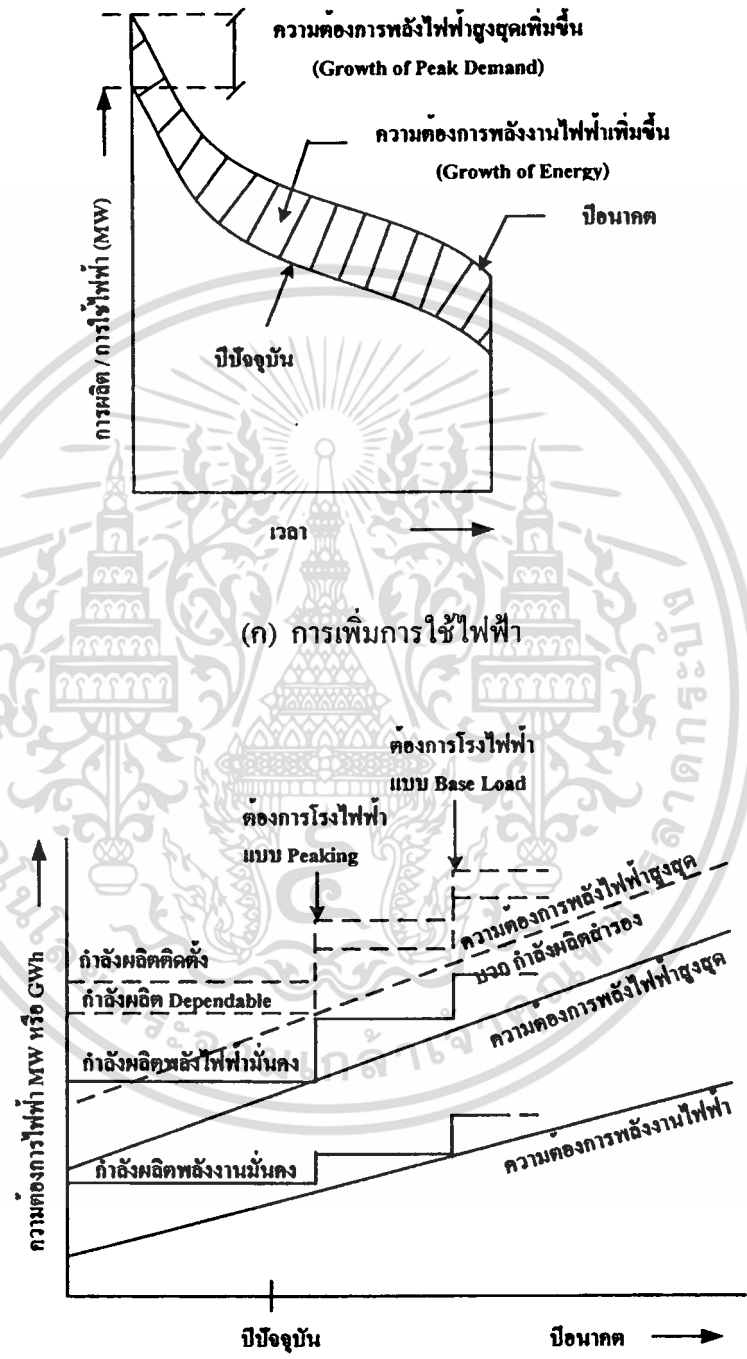 ความต้องการพลังไฟฟ้าสูงสุดเพิ่มขึ้น
(Growth of Peak Demand)
ความต้องการพลังงานไฟฟ้าเพิ่มขึ้น
(Growth of Energy)
ปีอนาคต
การผลิต / การใช้ไฟฟ้า (MW)
ปีปัจจุบัน
เวลา
(ก) การเพิ่มการใช้ไฟฟ้า
ต้องการโรงไฟฟ้า
แบบ Base Load
ต้องการโรงไฟฟ้า
แบบ Peaking
ความต้องการพลังไฟฟ้าสูงสุด
บวก กำลังผลิตสำรอง
กำลังผลิตติดตั้ง
กำลังผลิต Dependable
ความต้องการพลังไฟฟ้าสูงสุด
กำลังผลิตพลังไฟฟ้ามั่นคง
ความต้องการพลังงานไฟฟ้า
กำลังผลิตพลังงานมั่นคง
ความต้องการไฟฟ้า MW หรือ GWh
ปีปัจจุบัน
ปีอนาคต